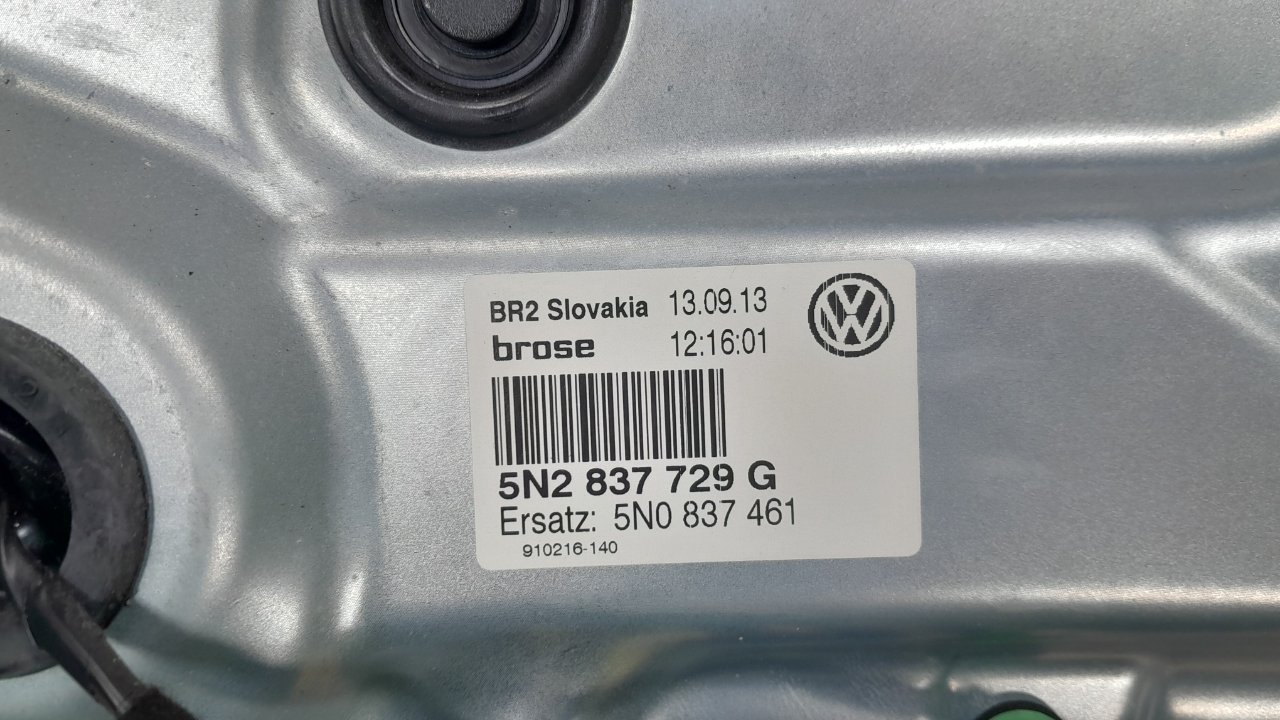 BR2 Slovakia 13.09.13
brose 12:16:01
5N2 837 729 G
Ersatz: 5N0 837 461
910216-140